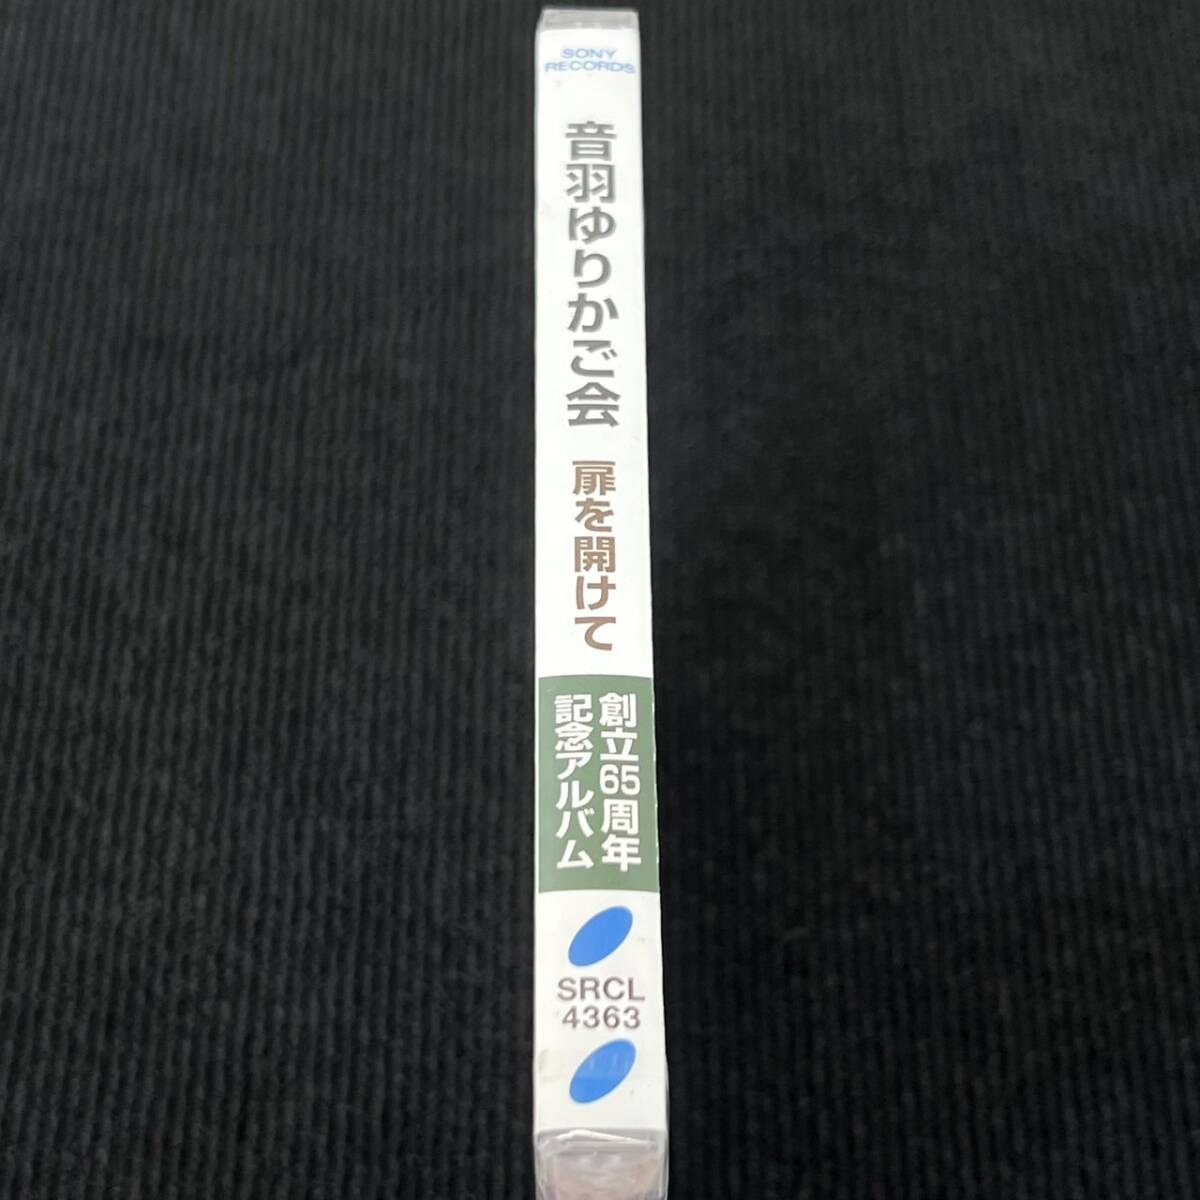 SONY
RECORDS
音羽ゆりかご会
扉を開けて
創立65周年
記念アルバム
SRCL
4363